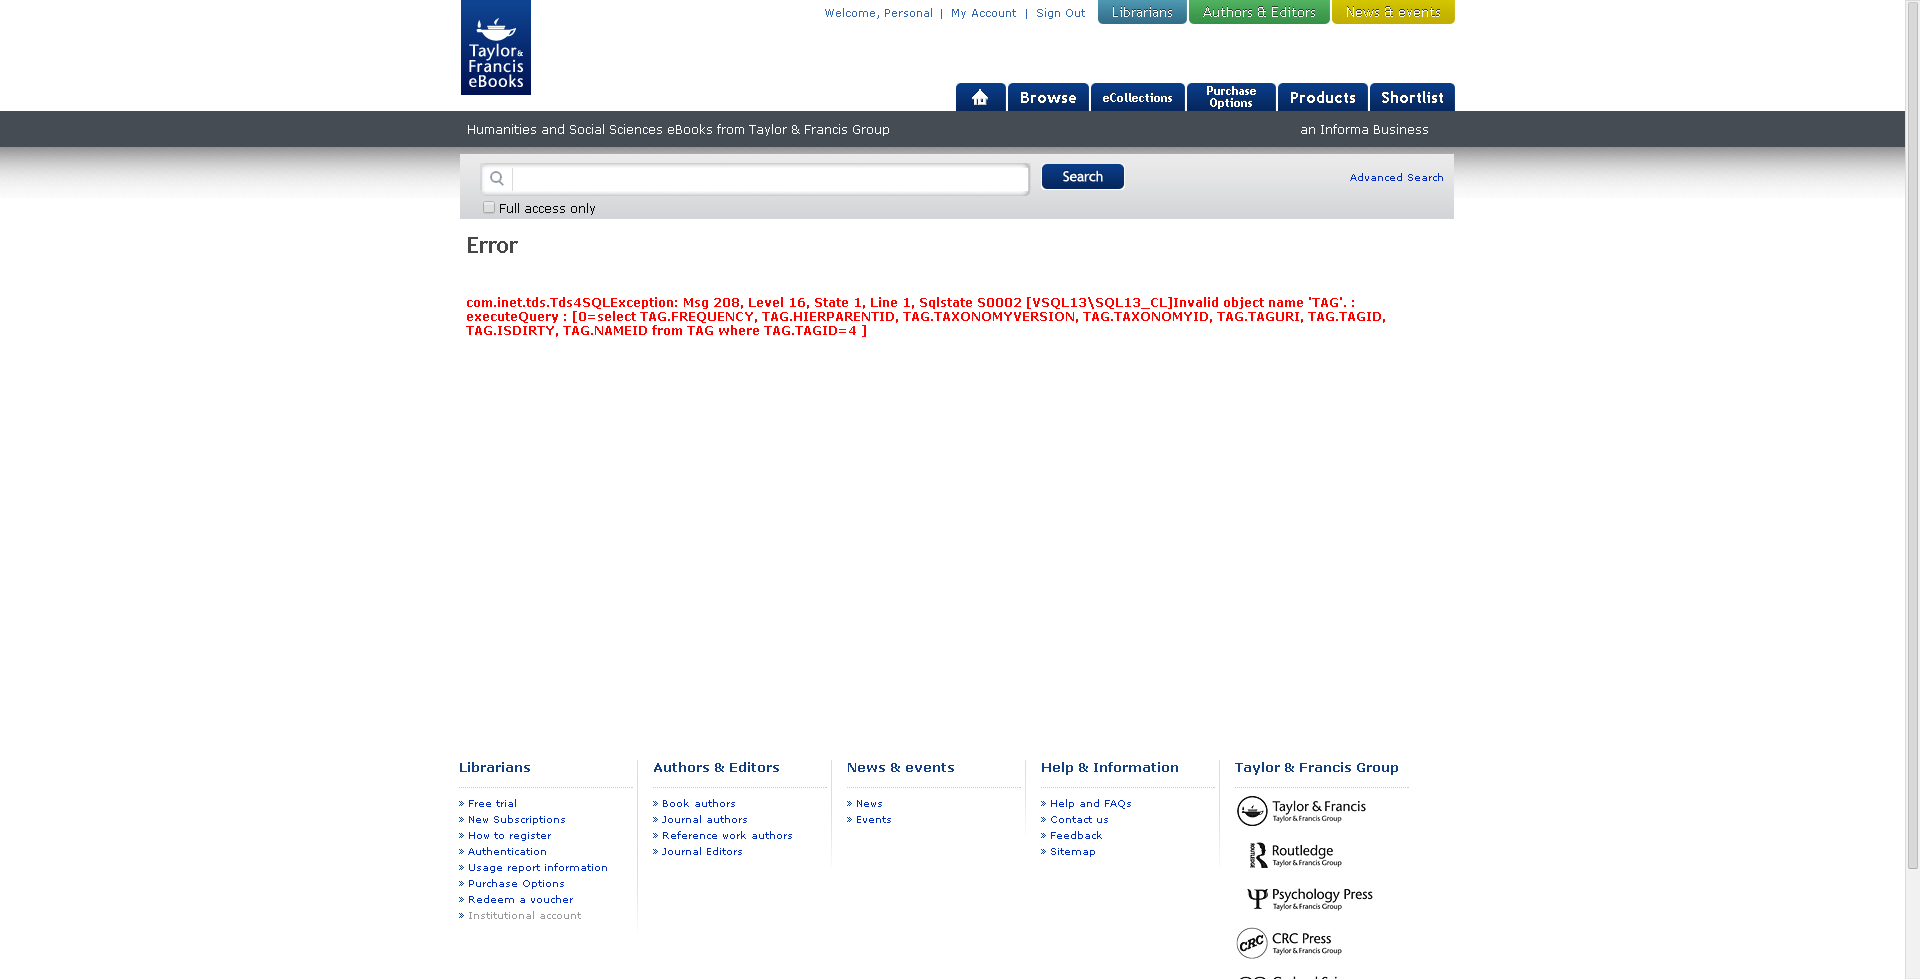 Taylor &
Francis
eBooks
Welcome, Personal | My Account | Sign Out
Librarians
Authors & Editors
News & events
Browse
eCollections
Purchase
Options
Products
Shortlist
Humanities and Social Sciences eBooks from Taylor & Francis Group
an Informa Business
Search
Advanced Search
Full access only
Error
com.inet.tds.Tds4SQLException: Msg 208, Level 16, State 1, Line 1, Sqlstate S0002 [VSQL13\SQL13_CL]Invalid object name 'TAG'. :
executeQuery : [0=select TAG.FREQUENCY, TAG.HIERPARENTID, TAG.TAXONOMYVERSION, TAG.TAXONOMYID, TAG.TAGURI, TAG.TAGID,
TAG.ISDIRTY, TAG.NAMEID from TAG where TAG.TAGID=4 ]
Librarians
» Free trial
» New Subscriptions
» How to register
» Authentication
» Usage report information
» Purchase Options
» Redeem a voucher
» Institutional account
Authors & Editors
» Book authors
» Journal authors
» Reference work authors
» Journal Editors
News & events
» News
» Events
Help & Information
» Help and FAQs
» Contact us
» Feedback
» Sitemap
Taylor & Francis Group
Taylor & Francis
Taylor & Francis Group
ROUTLEDGE
Routledge
Taylor & Francis Group
Psychology Press
Taylor & Francis Group
CRC
CRC Press
Taylor & Francis Group